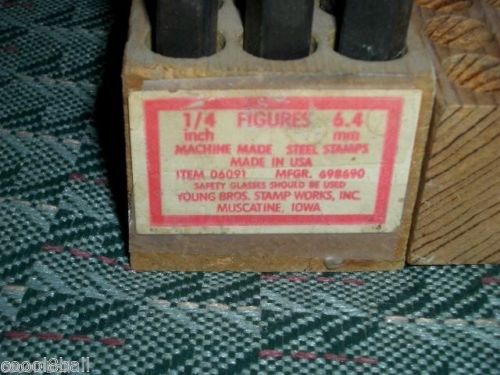 1/4 FIGURES 6.4
inch mm
MACHINE MADE STEEL STAMPS
MADE IN USA
ITEM 06091 MFGR. 698690
SAFETY GLASSES SHOULD BE USED
YOUNG BROS. STAMP WORKS, INC.
MUSCATINE, IOWA
cocol8ball